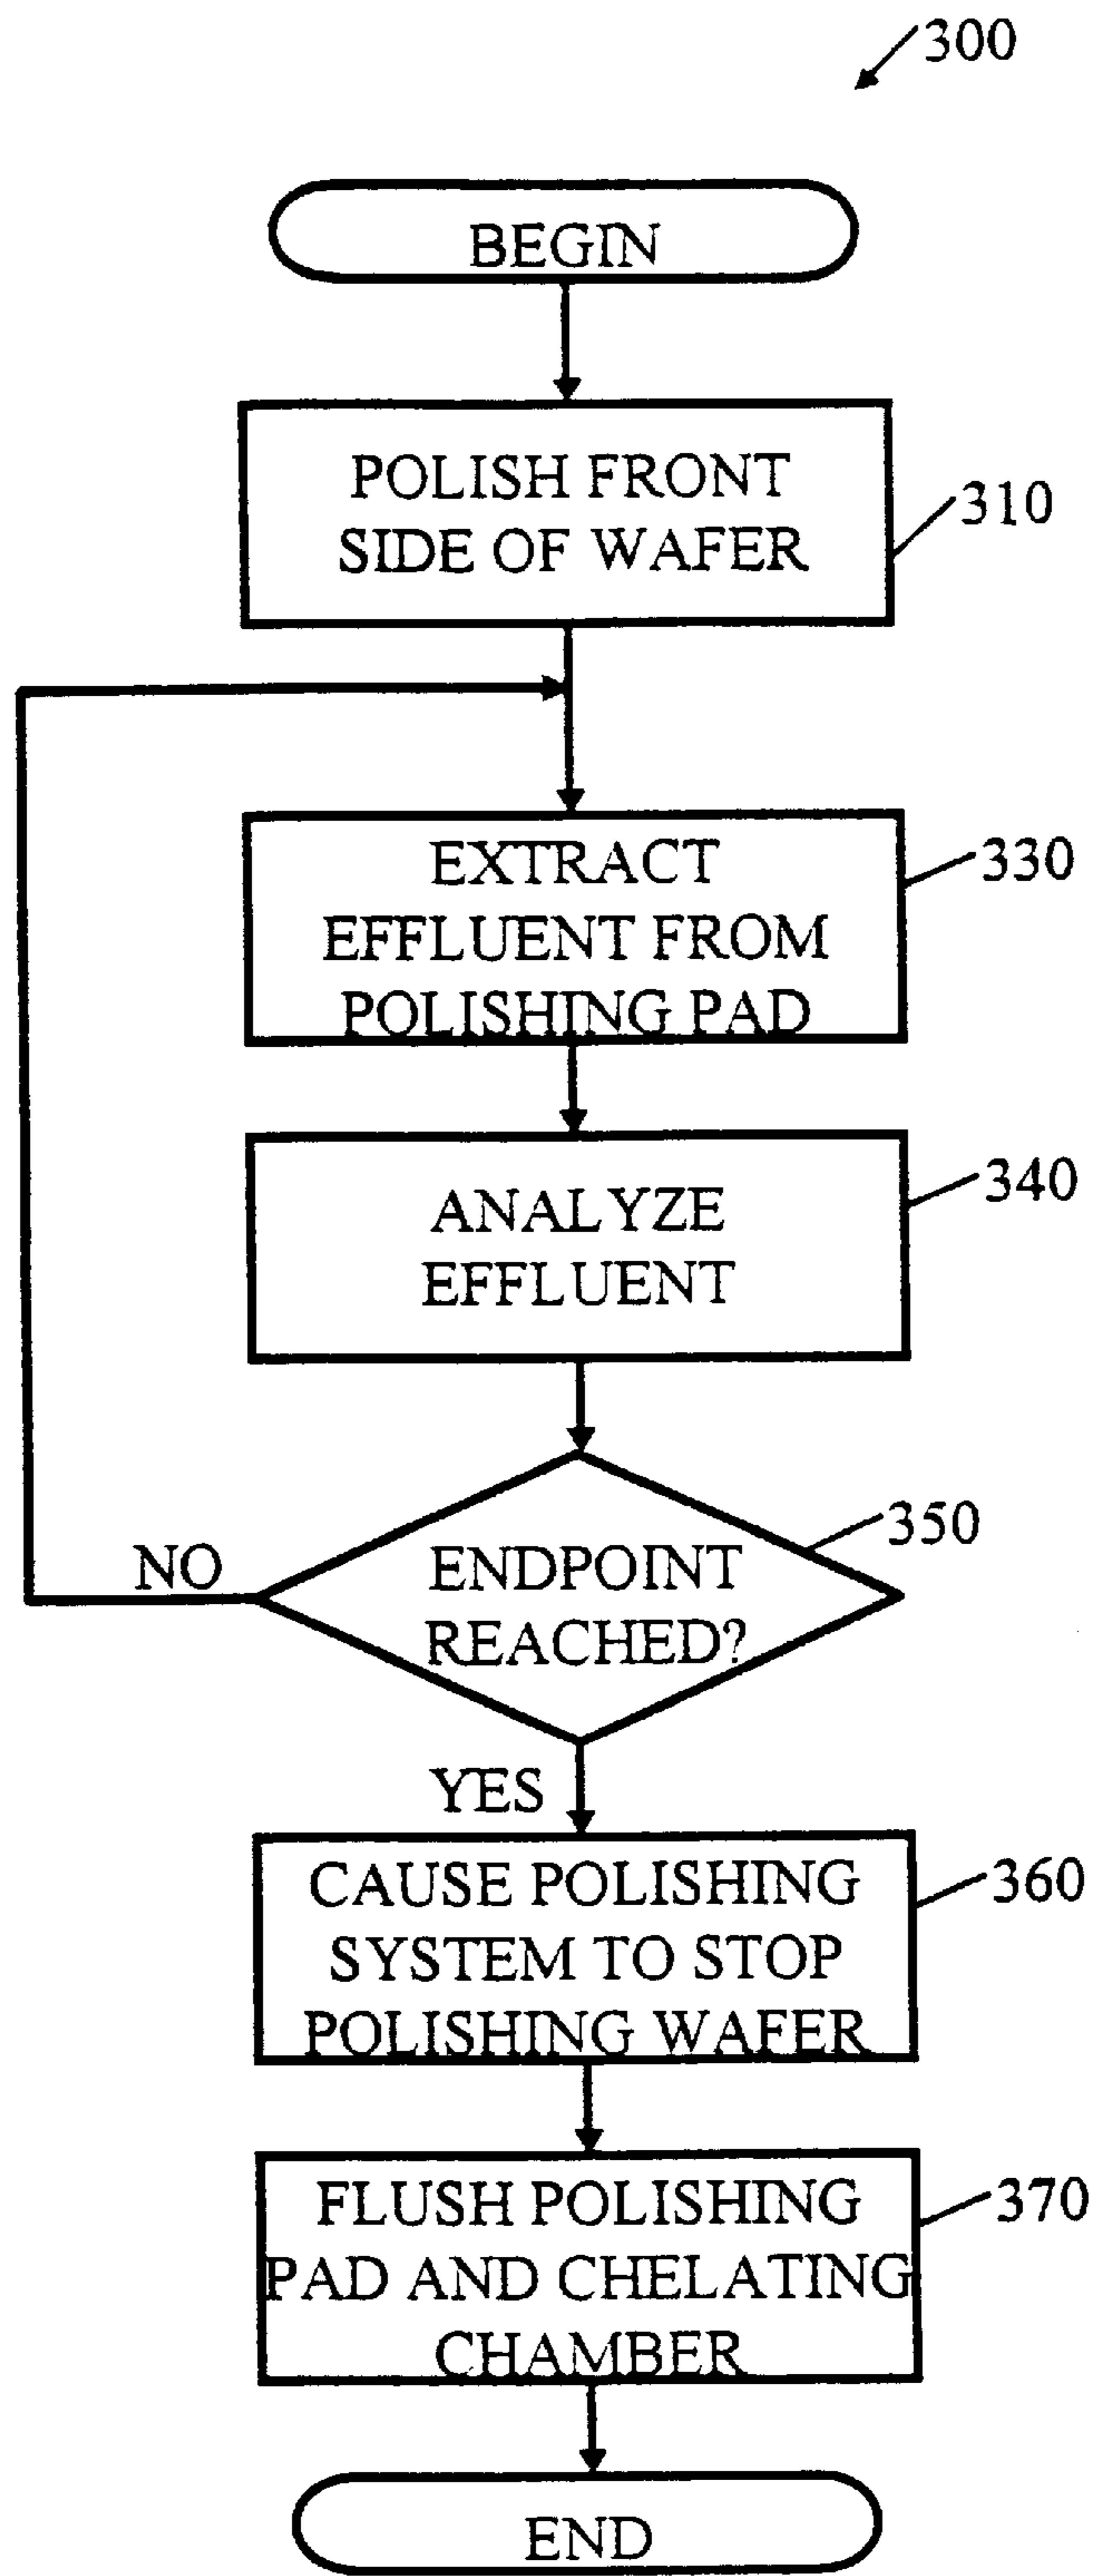 300
BEGIN
POLISH FRONT
SIDE OF WAFER
310
EXTRACT
EFFLUENT FROM
POLISHING PAD
330
ANALYZE
EFFLUENT
340
ENDPOINT
REACHED?
350
NO
YES
CAUSE POLISHING
SYSTEM TO STOP
POLISHING WAFER
360
FLUSH POLISHING
PAD AND CHELATING
CHAMBER
370
END